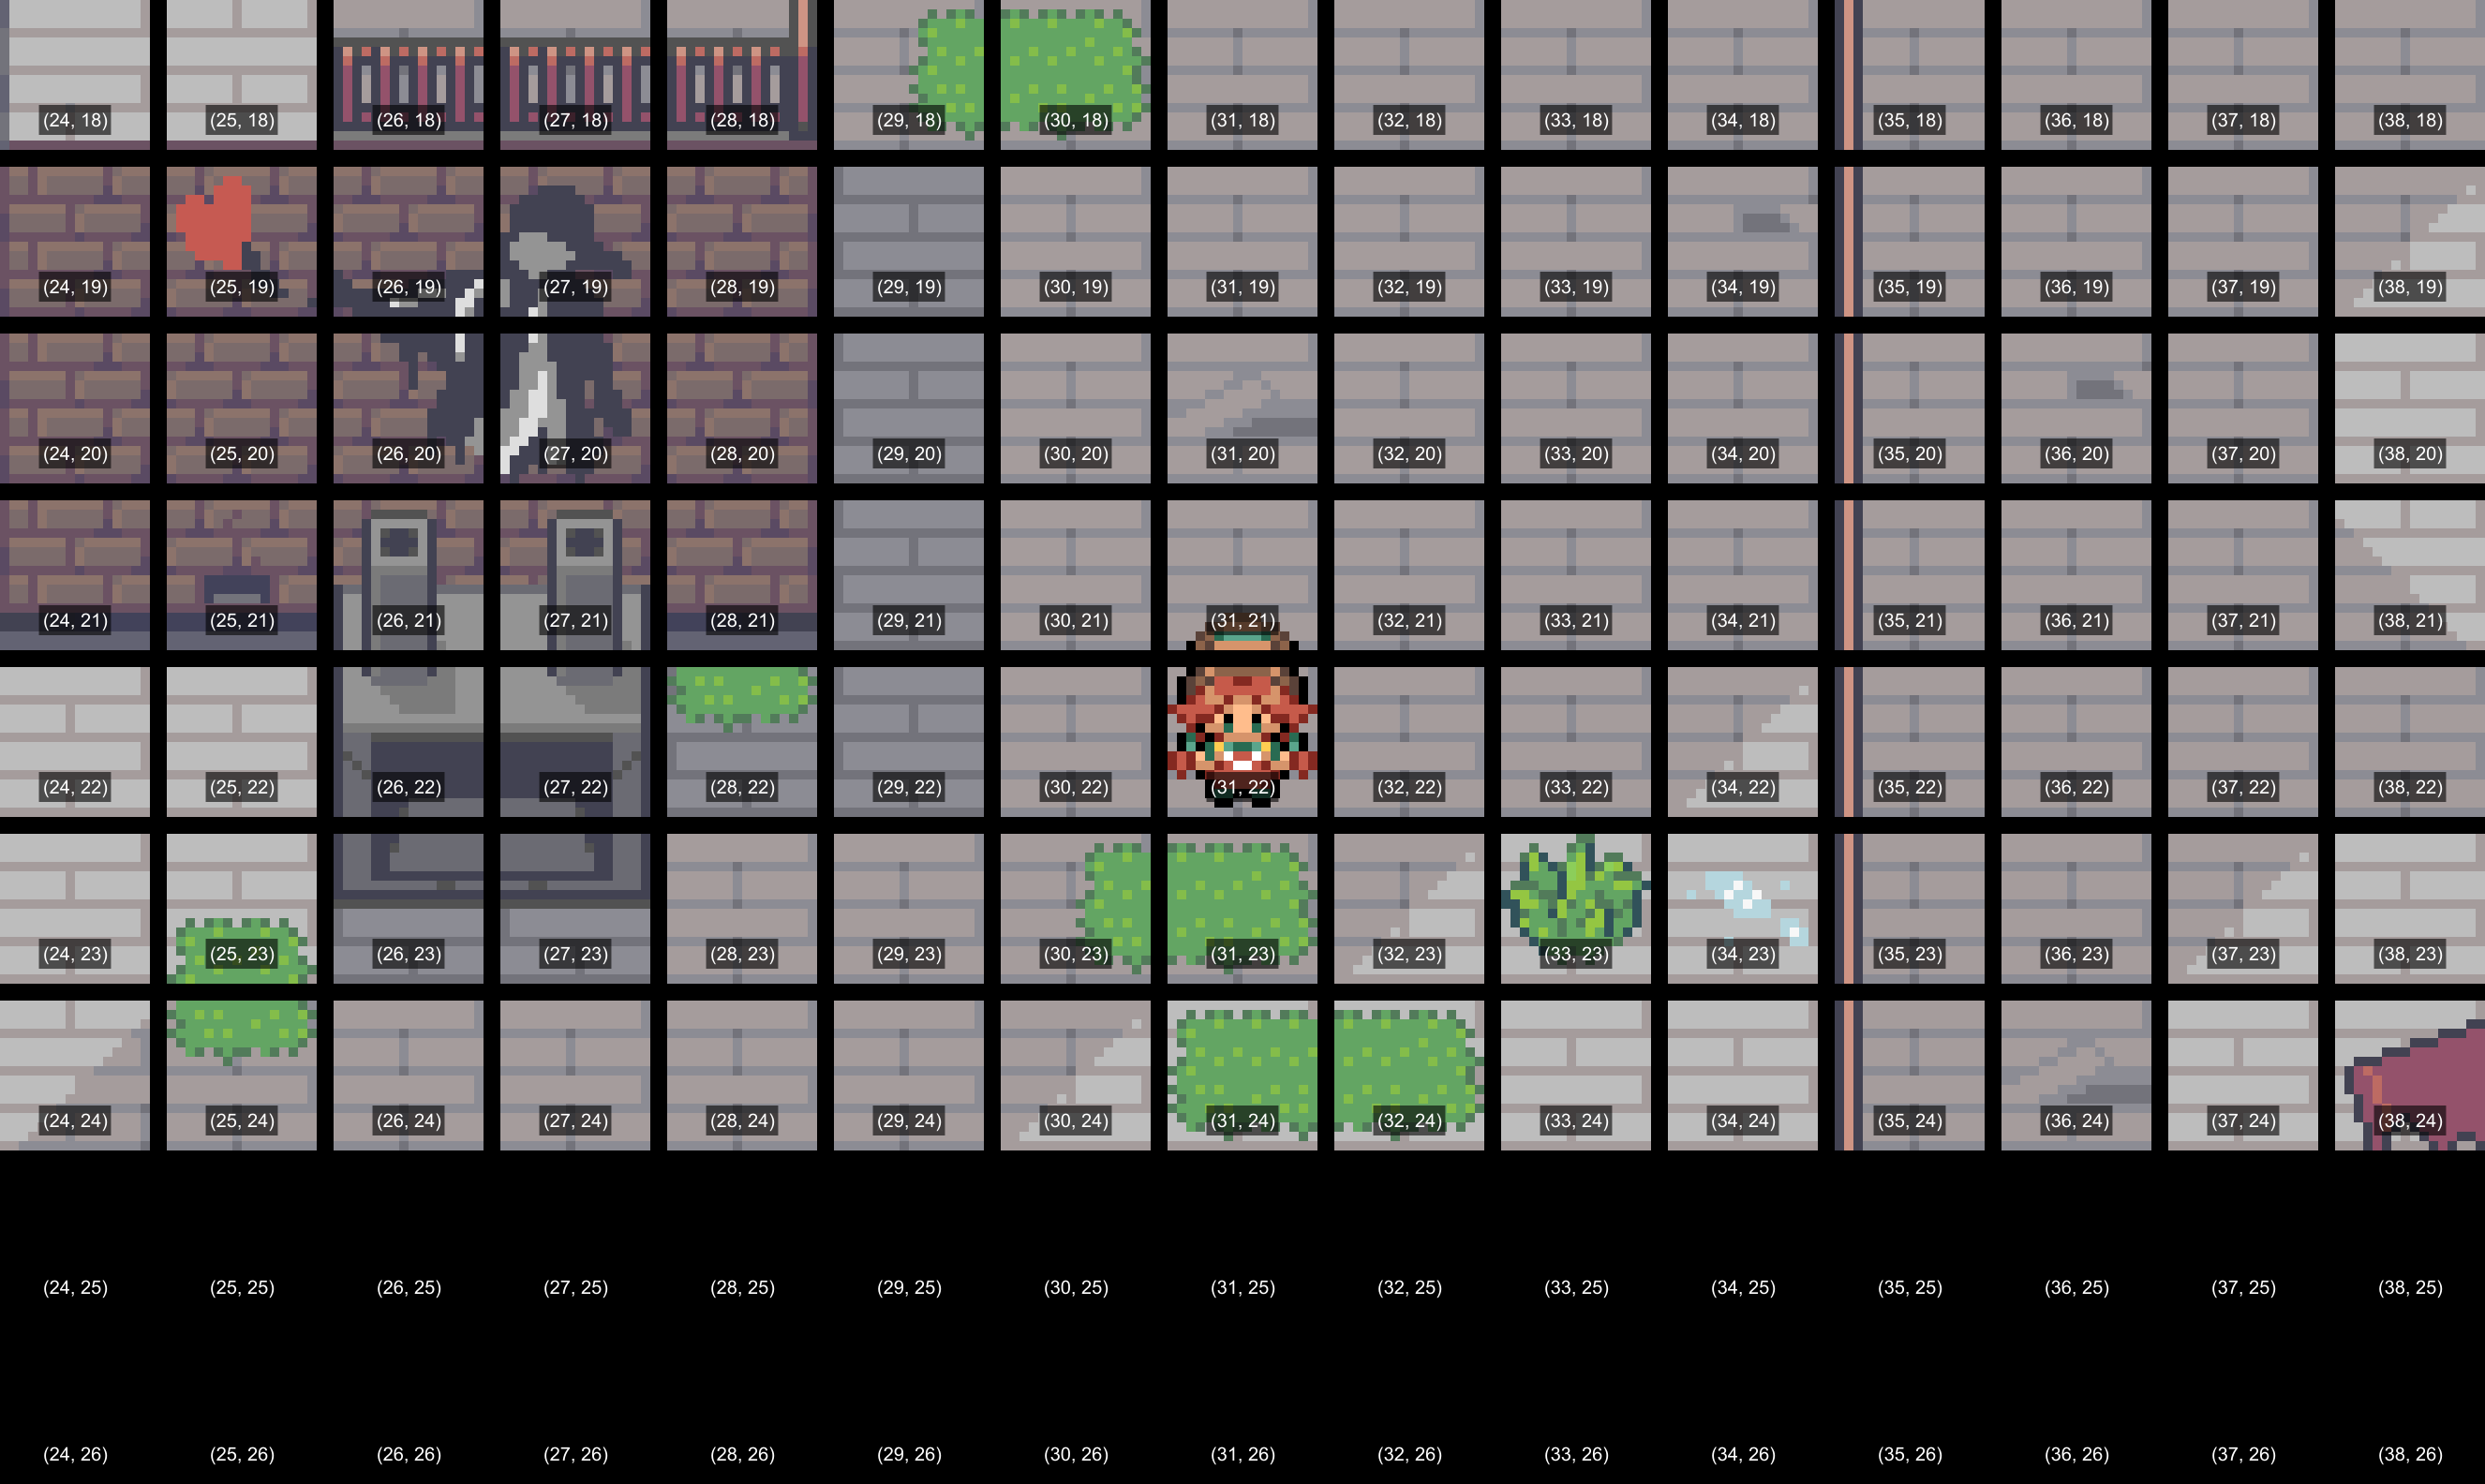 (24, 18) (25, 18) (26, 18) (27, 18) (28, 18) (29, 18) (30, 18) (31, 18) (32, 18) (33, 18) (34, 18) (35, 18) (36, 18) (37, 18) (38, 18)
(24, 19) (25, 19) (26, 19) (27, 19) (28, 19) (29, 19) (30, 19) (31, 19) (32, 19) (33, 19) (34, 19) (35, 19) (36, 19) (37, 19) (38, 19)
(24, 20) (25, 20) (26, 20) (27, 20) (28, 20) (29, 20) (30, 20) (31, 20) (32, 20) (33, 20) (34, 20) (35, 20) (36, 20) (37, 20) (38, 20)
(24, 21) (25, 21) (26, 21) (27, 21) (28, 21) (29, 21) (30, 21) (31, 21) (32, 21) (33, 21) (34, 21) (35, 21) (36, 21) (37, 21) (38, 21)
(24, 22) (25, 22) (26, 22) (27, 22) (28, 22) (29, 22) (30, 22) (31, 22) (32, 22) (33, 22) (34, 22) (35, 22) (36, 22) (37, 22) (38, 22)
(24, 23) (25, 23) (26, 23) (27, 23) (28, 23) (29, 23) (30, 23) (31, 23) (32, 23) (33, 23) (34, 23) (35, 23) (36, 23) (37, 23) (38, 23)
(24, 24) (25, 24) (26, 24) (27, 24) (28, 24) (29, 24) (30, 24) (31, 24) (32, 24) (33, 24) (34, 24) (35, 24) (36, 24) (37, 24) (38, 24)
(24, 25) (25, 25) (26, 25) (27, 25) (28, 25) (29, 25) (30, 25) (31, 25) (32, 25) (33, 25) (34, 25) (35, 25) (36, 25) (37, 25) (38, 25)
(24, 26) (25, 26) (26, 26) (27, 26) (28, 26) (29, 26) (30, 26) (31, 26) (32, 26) (33, 26) (34, 26) (35, 26) (36, 26) (37, 26) (38, 26)